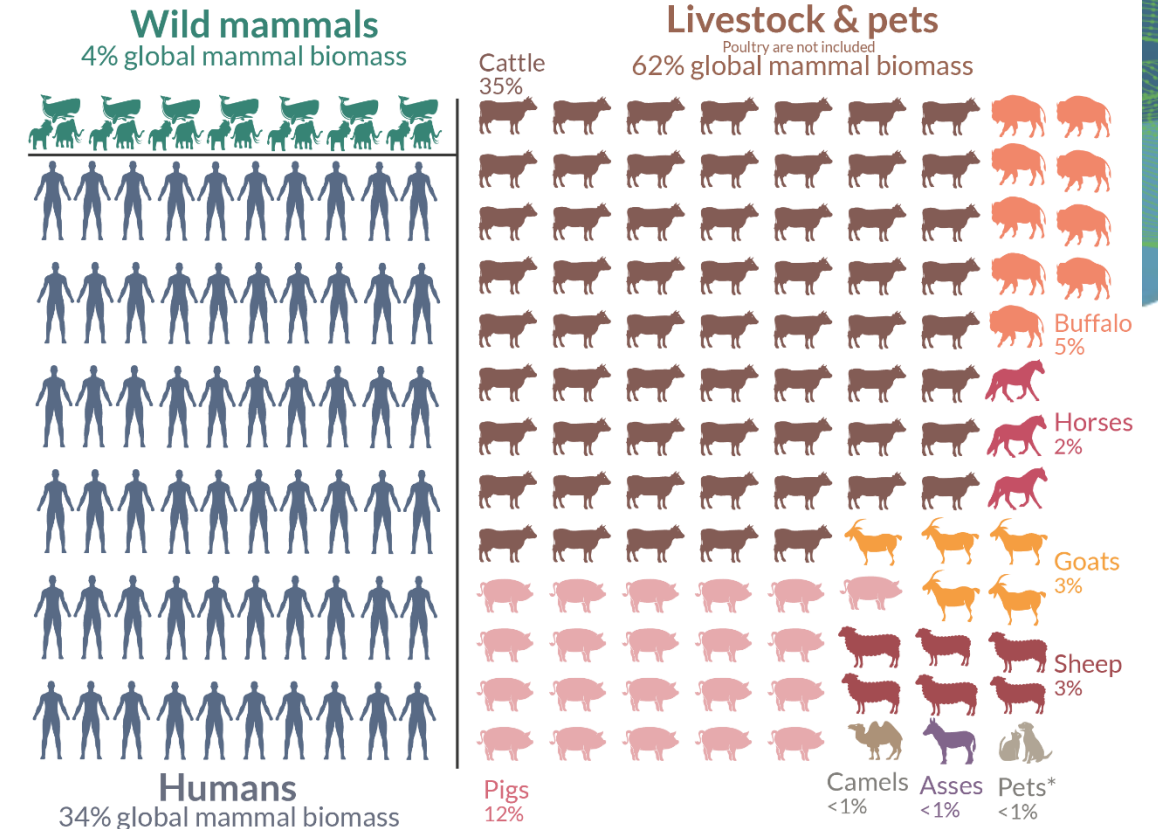 Wild mammals
4% global mammal biomass
Livestock & pets
Poultry are not included
62% global mammal biomass
Cattle
35%
Buffalo
5%
Horses
2%
Goats
3%
Sheep
3%
Pigs
12%
Camels
<1%
Asses
<1%
Pets*
<1%
Humans
34% global mammal biomass